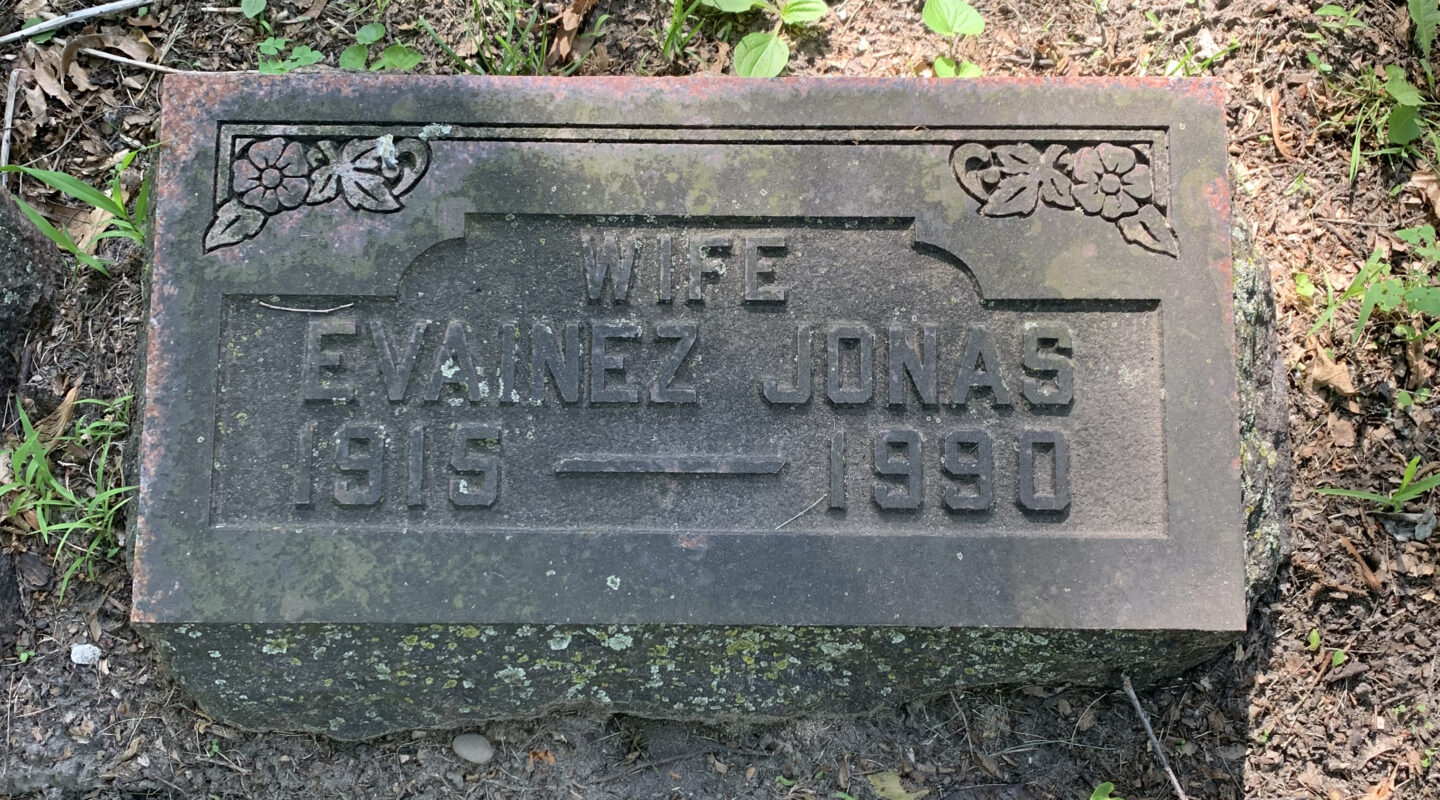 WIFE
EVAINEZ JONAS
1915 — 1990